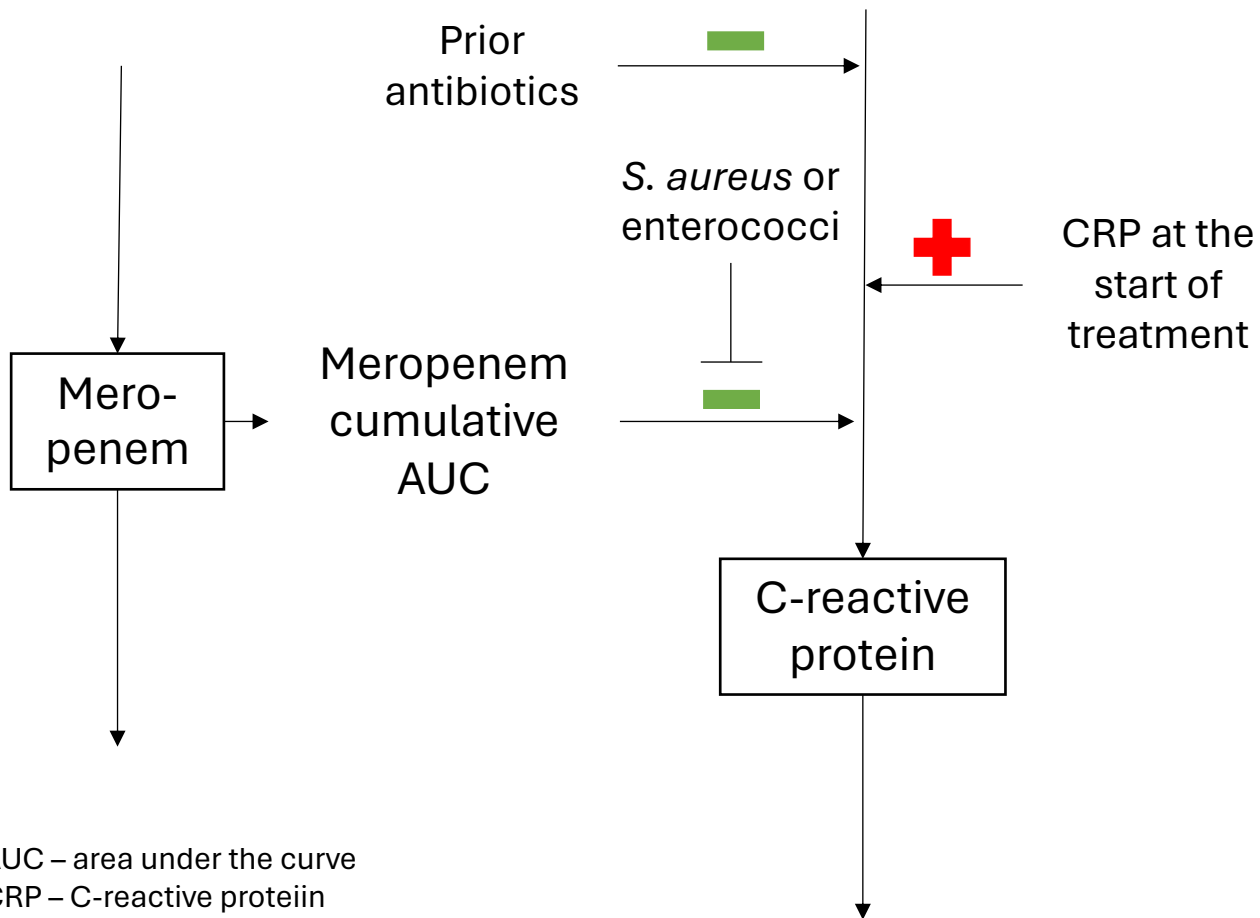 Prior
antibiotics
S. aureus or
enterococci
CRP at the
start of
treatment
Mero-
penem
Meropenem
cumulative
AUC
C-reactive
protein
UC – area under the curve
CRP – C-reactive proteiin